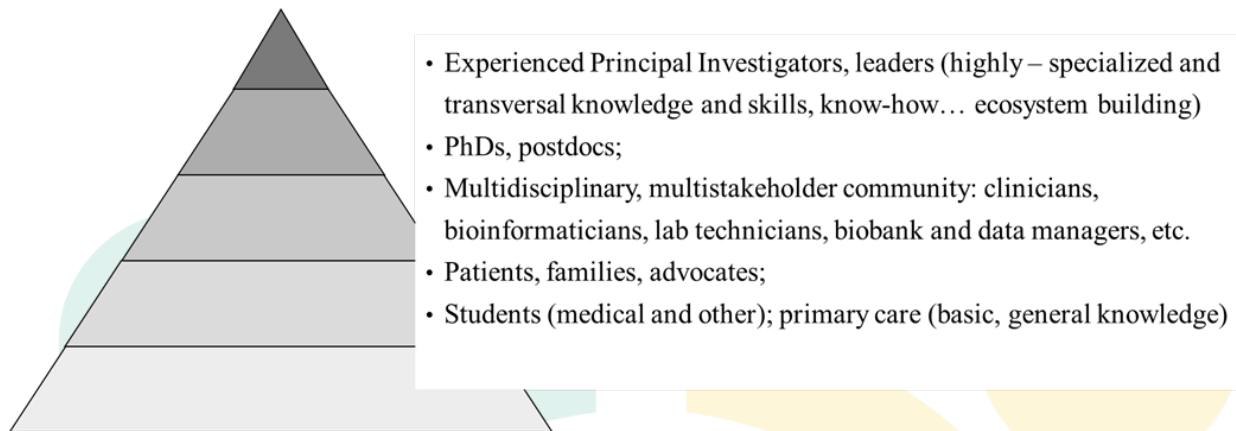 • Experienced Principal Investigators, leaders (highly – specialized and
transversal knowledge and skills, know-how… ecosystem building)
• PhDs, postdocs;
• Multidisciplinary, multistakeholder community: clinicians,
bioinformaticians, lab technicians, biobank and data managers, etc.
• Patients, families, advocates;
• Students (medical and other); primary care (basic, general knowledge)